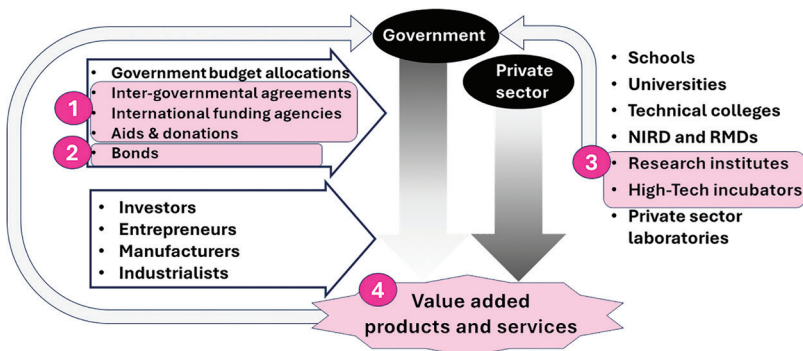 Government
Private
sector
• Government budget allocations
• Inter-governmental agreements
1
• International funding agencies
• Aids & donations
2
• Bonds
• Investors
• Entrepreneurs
• Manufacturers
• Industrialists
• Schools
• Universities
• Technical colleges
• NIRD and RMDs
3
• Research institutes
• High-Tech incubators
• Private sector
laboratories
4
Value added
products and services